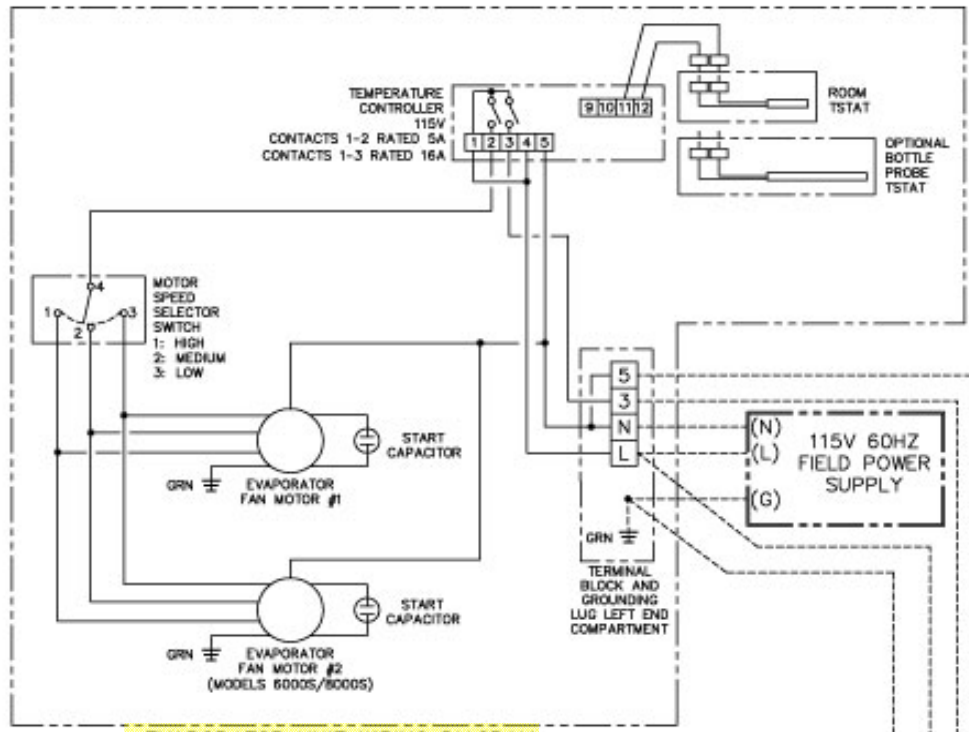 TEMPERATURE
CONTROLLER
115V
CONTACTS 1-2 RATED 5A
CONTACTS 1-3 RATED 16A
9 10 11 12
1 2 3 4 5
ROOM
TSTAT
OPTIONAL
BOTTLE
PROBE
TSTAT
4
1
2
3
MOTOR
SPEED
SELECTOR
SWITCH
1: HIGH
2: MEDIUM
3: LOW
START
CAPACITOR
GRN
EVAPORATOR
FAN MOTOR #1
START
CAPACITOR
GRN
EVAPORATOR
FAN MOTOR #2
(MODELS 6000S/8000S)
5
3
N
L
GRN
TERMINAL
BLOCK AND
GROUNDING
LUG LEFT END
COMPARTMENT
(N)
(L)
(G)
115V 60HZ
FIELD POWER
SUPPLY